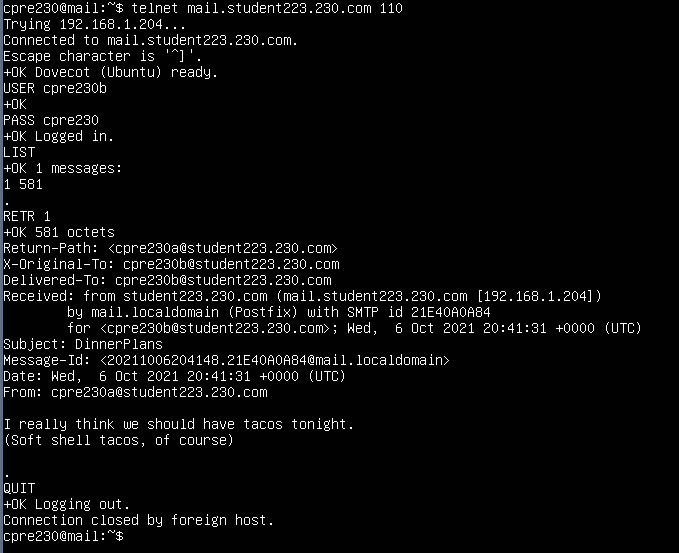 cpre230@mail:~$ telnet mail.student223.230.com 110
Trying 192.168.1.204...
Connected to mail.student223.230.com.
Escape character is '^]'.
+OK Dovecot (Ubuntu) ready.
USER cpre230b
+OK
PASS cpre230
+OK Logged in.
LIST
+OK 1 messages:
1 581
.
RETR 1
+OK 581 octets
Return-Path: <cpre230a@student223.230.com>
X-Original-To: cpre230b@student223.230.com
Delivered-To: cpre230b@student223.230.com
Received: from student223.230.com (mail.student223.230.com [192.168.1.204])
        by mail.localdomain (Postfix) with SMTP id 21E40A0A84
        for <cpre230b@student223.230.com>; Wed,  6 Oct 2021 20:41:31 +0000 (UTC)
Subject: DinnerPlans
Message-Id: <20211006204148.21E40A0A84@mail.localdomain>
Date: Wed,  6 Oct 2021 20:41:31 +0000 (UTC)
From: cpre230a@student223.230.com

I really think we should have tacos tonight.
(Soft shell tacos, of course)

.
QUIT
+OK Logging out.
Connection closed by foreign host.
cpre230@mail:~$